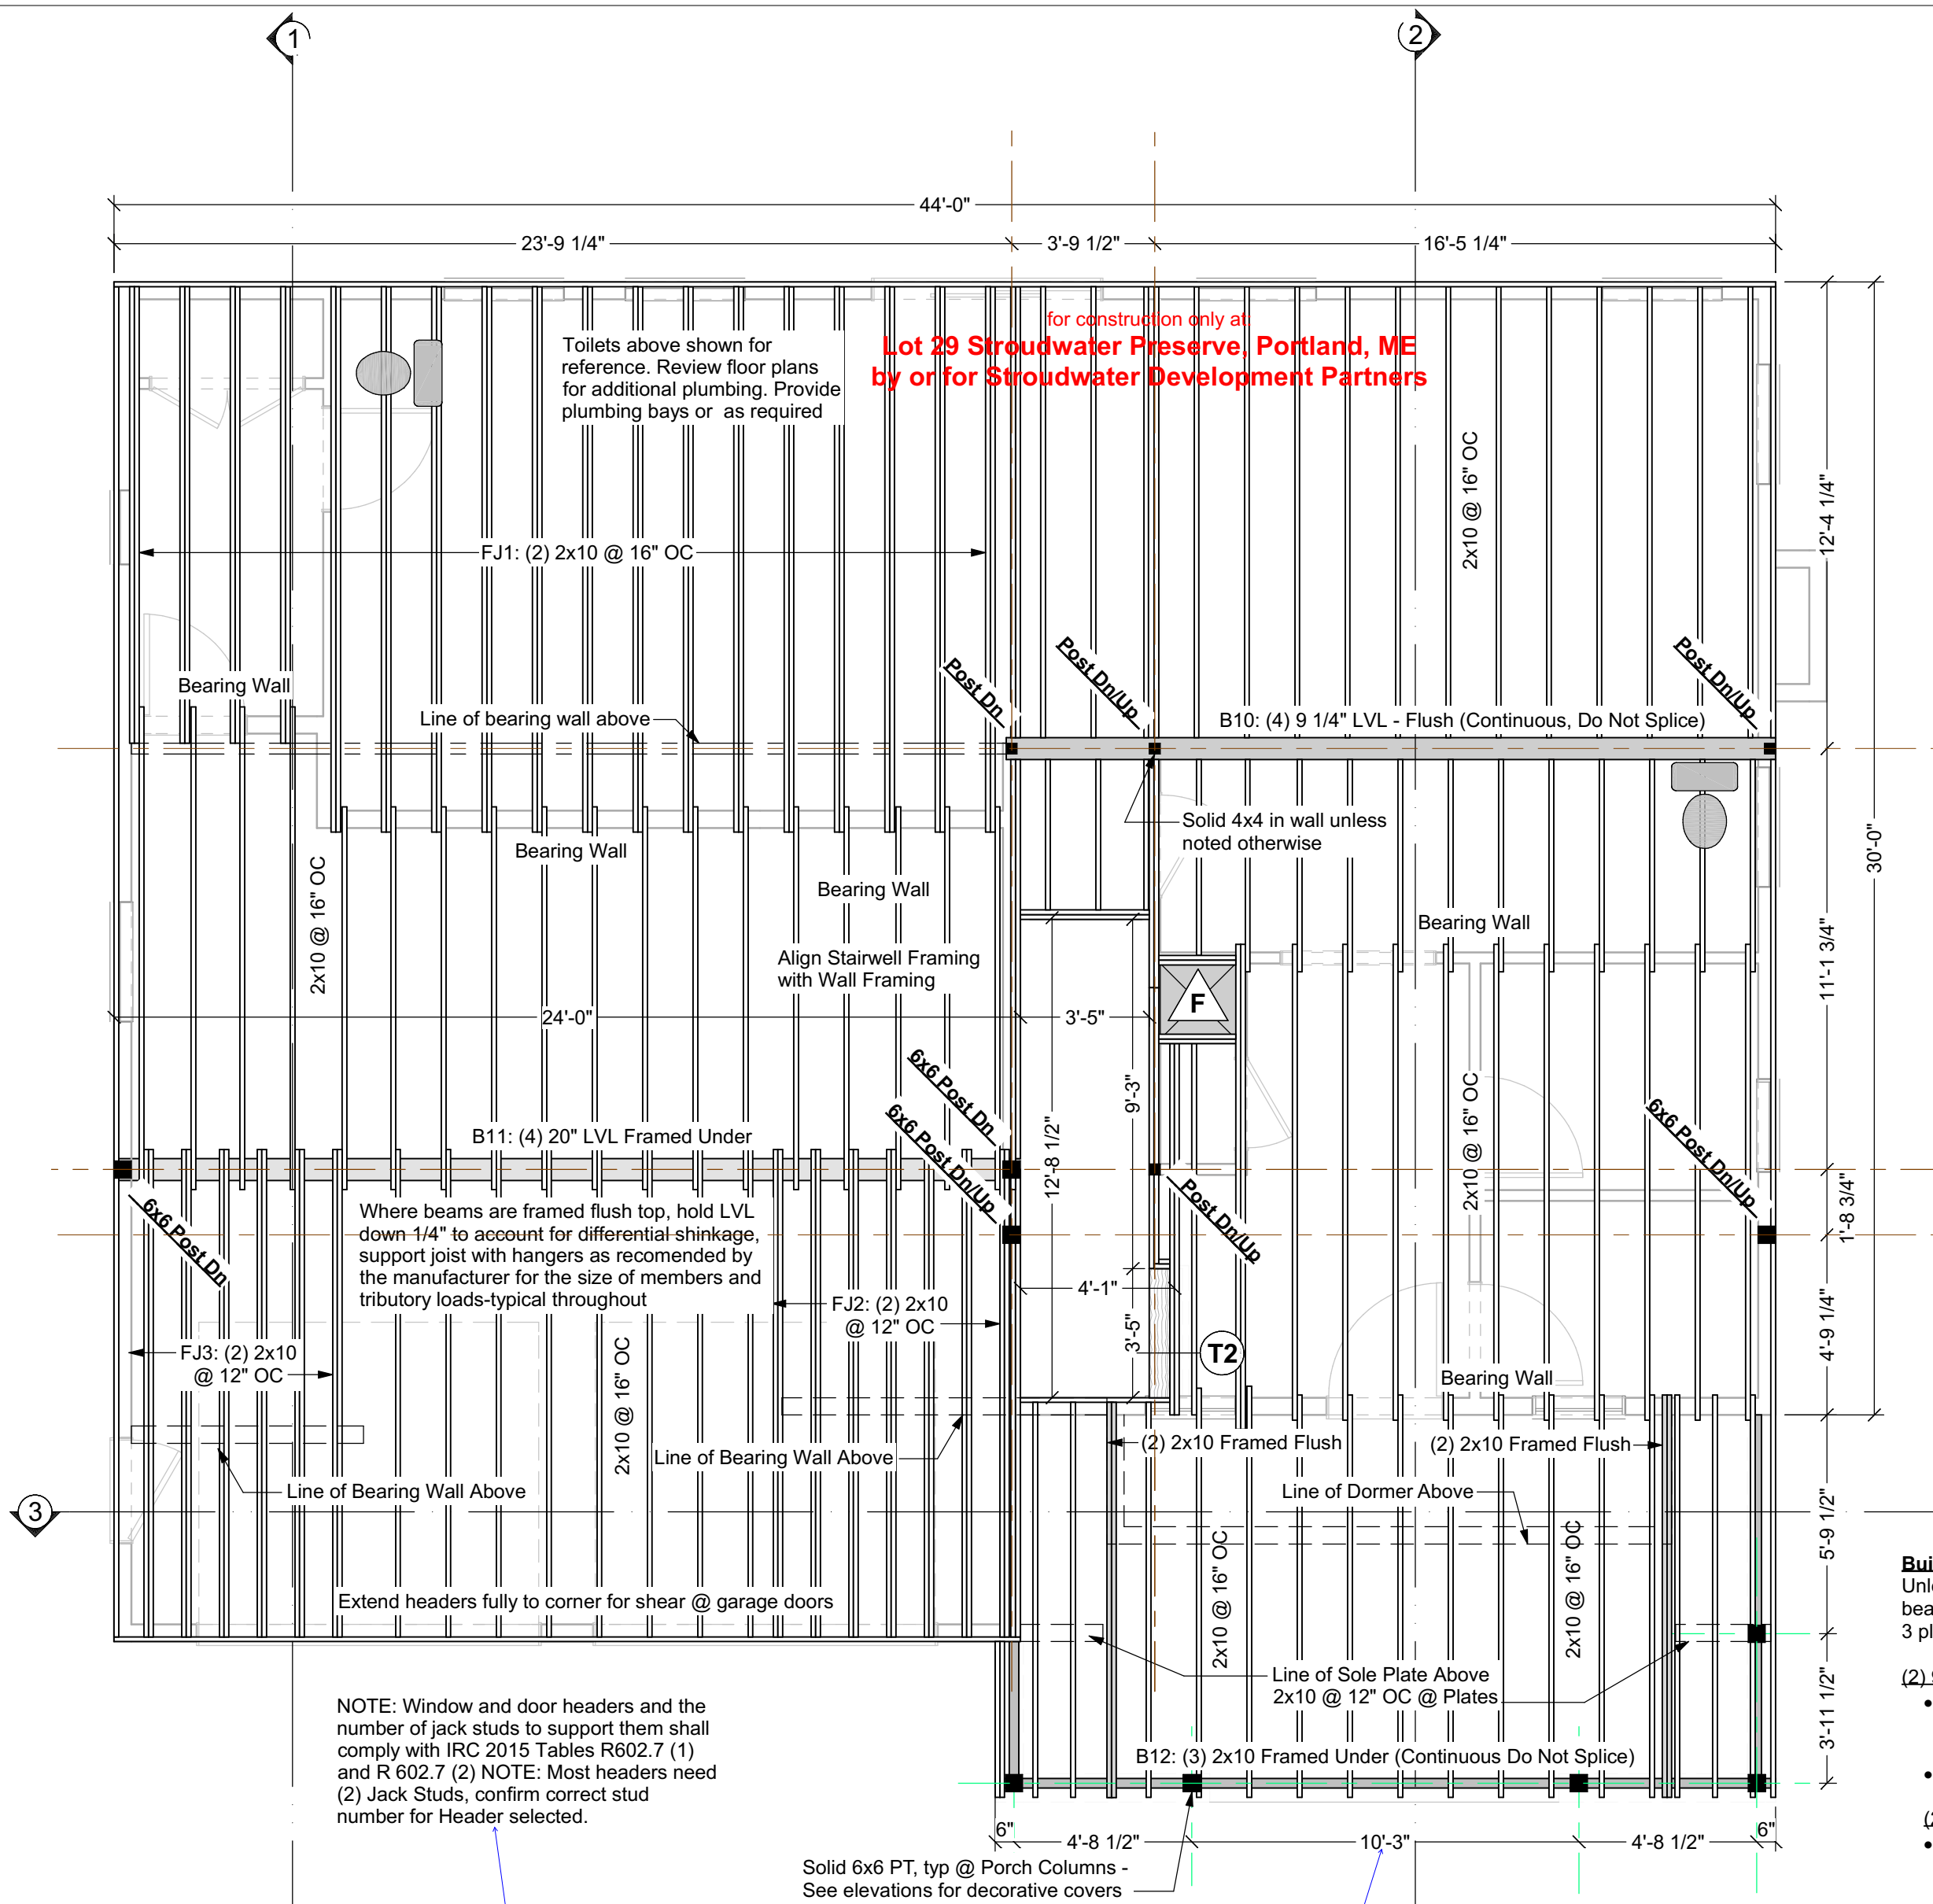 1
2
44'-0"
23'-9 1/4"
3'-9 1/2"
16'-5 1/4"
for construction only at:
Lot 29 Stroudwater Preserve, Portland, ME
by or for Stroudwater Development Partners
Toilets above shown for
reference. Review floor plans
for additional plumbing. Provide
plumbing bays or as required
2x10 @ 16" OC
12'-4 1/4"
FJ1: (2) 2x10 @ 16" OC
Bearing Wall
Line of bearing wall above
Post Dn
Post Dn/Up
Post Dn/Up
B10: (4) 9 1/4" LVL - Flush (Continuous, Do Not Splice)
Solid 4x4 in wall unless
noted otherwise
30'-0"
Bearing Wall
Bearing Wall
Bearing Wall
2x10 @ 16" OC
11'-1 3/4"
Align Stairwell Framing
with Wall Framing
F
24'-0"
3'-5"
9'-3"
12'-8 1/2"
2x10 @ 16" OC
6x6 Post Dn
6x6 Post Dn/Up
6x6 Post Dn/Up
B11: (4) 20" LVL Framed Under
6x6 Post Dn
Post Dn/Up
1'-8 3/4"
Where beams are framed flush top, hold LVL
down 1/4" to account for differential shinkage,
support joist with hangers as recomended by
the manufacturer for the size of members and
tributory loads-typical throughout
4'-1"
FJ2: (2) 2x10
@ 12" OC
3'-5"
T2
4'-9 1/4"
FJ3: (2) 2x10
@ 12" OC
2x10 @ 16" OC
Bearing Wall
(2) 2x10 Framed Flush
(2) 2x10 Framed Flush
Line of Bearing Wall Above
Line of Bearing Wall Above
Line of Dormer Above
3
2x10 @ 16" OC
2x10 @ 16" OC
5'-9 1/2"
Extend headers fully to corner for shear @ garage doors
Line of Sole Plate Above
2x10 @ 12" OC @ Plates
3'-11 1/2"
B12: (3) 2x10 Framed Under (Continuous Do Not Splice)
NOTE: Window and door headers and the
number of jack studs to support them shall
comply with IRC 2015 Tables R602.7 (1)
and R 602.7 (2) NOTE: Most headers need
(2) Jack Studs, confirm correct stud
number for Header selected.
6"
4'-8 1/2"
10'-3"
4'-8 1/2"
6"
Solid 6x6 PT, typ @ Porch Columns -
See elevations for decorative covers
Bui
Unl
bea
3 pl